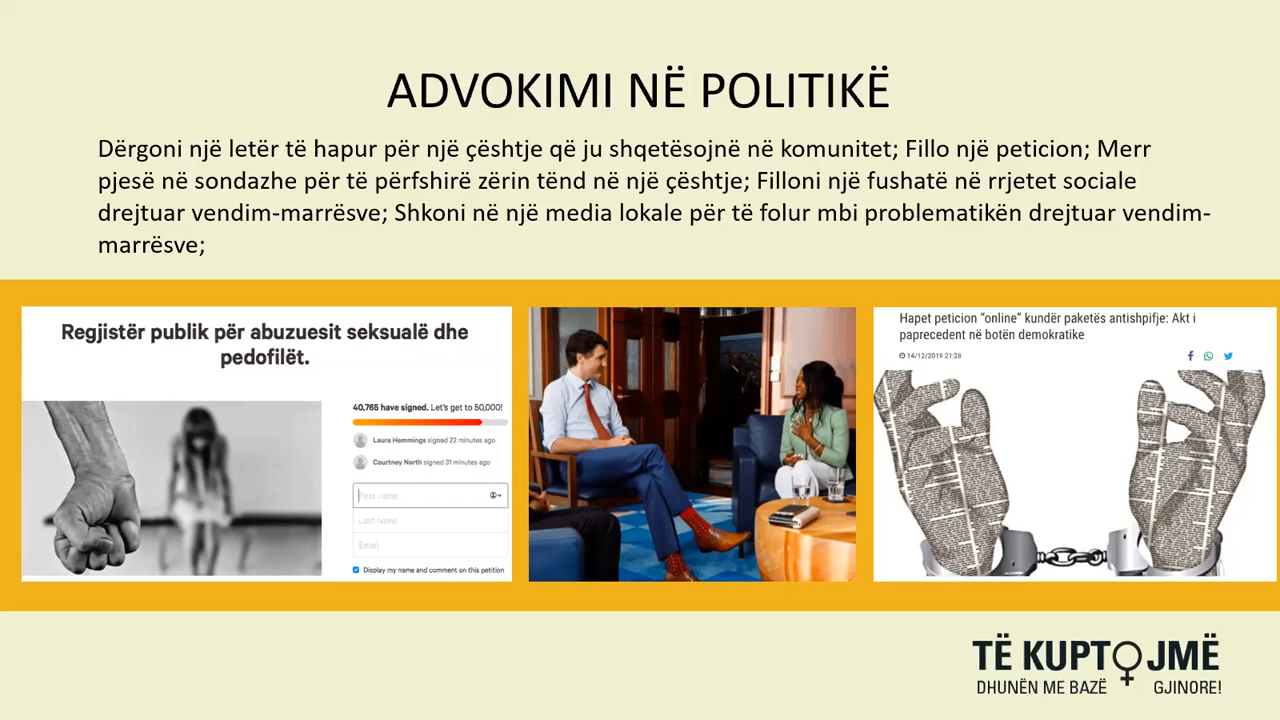 ADVOKIMI NË POLITIKË
Dërgoni një letër të hapur për një çështje që ju shqetësojnë në komunitet; Fillo një peticion; Merr
pjesë në sondazhe për të përfshirë zërin tënd në një çështje; Filloni një fushatë në rrjetet sociale
drejtuar vendim-marrësve; Shkoni në një media lokale për të folur mbi problematikën drejtuar vendim-
marrësve;
Regjistër publik për abuzuesit seksualë dhe
pedofilët.
40,765 have signed. Let's get to 50,000!
Laura Hemmings signed 22 minutes ago
Courtney North signed 31 minutes ago
First name
Last name
Email
Display my name and comment on this petition
Hapet peticion “online” kundër paketës antishpifje: Akt i
paprecedent në botën demokratike
14/12/2019 21:28
TË KUPTOJMË
DHUNËN ME BAZË GJINORE!